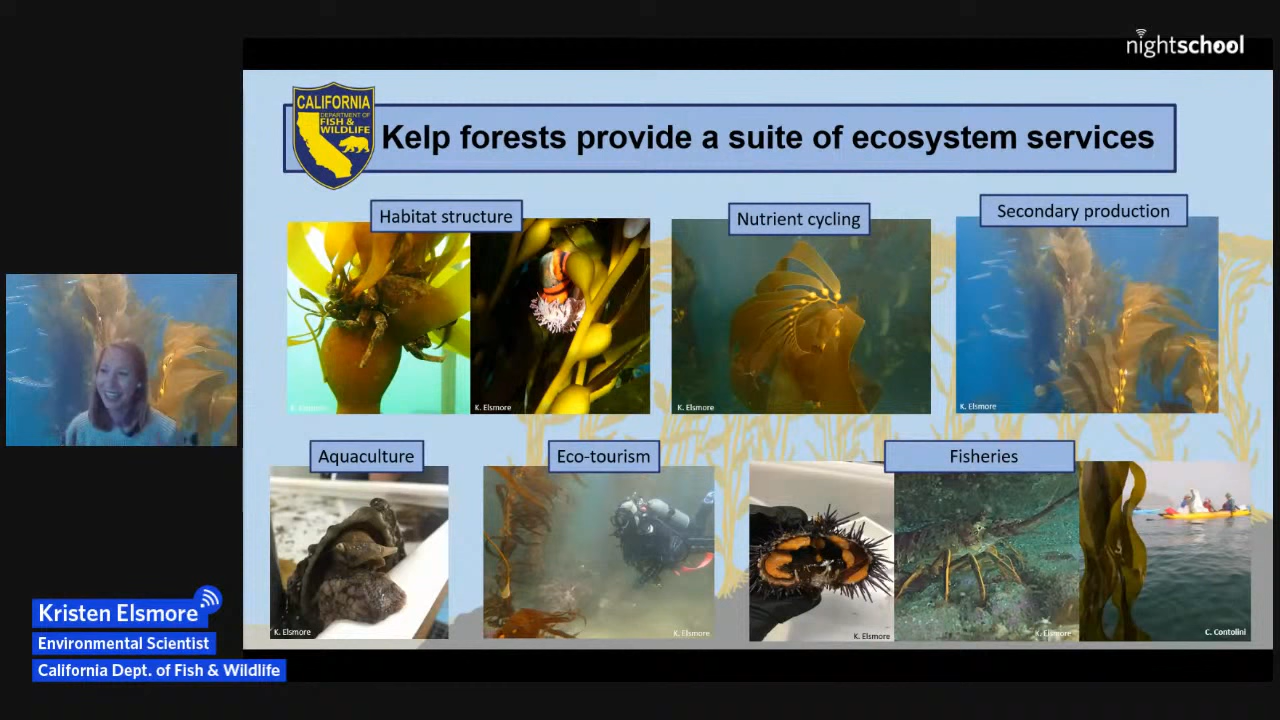 nightschool
CALIFORNIA
DEPARTMENT OF
FISH &
WILDLIFE
Kelp forests provide a suite of ecosystem services
Habitat structure
Nutrient cycling
Secondary production
K. Elsmore
K. Elsmore
K. Elsmore
Aquaculture
Eco-tourism
Fisheries
K. Elsmore
K. Elsmore
K. Elsmore
K. Elsmore
C. Contolini
Kristen Elsmore
Environmental Scientist
California Dept. of Fish & Wildlife